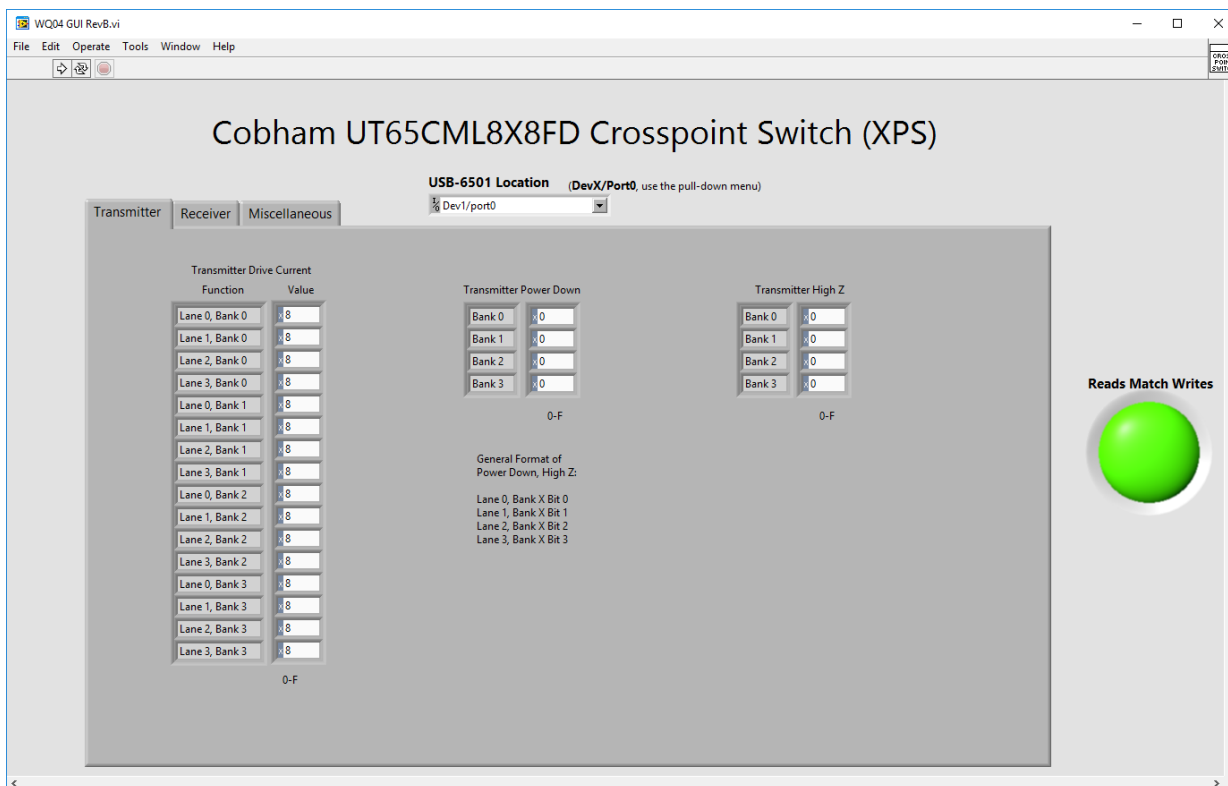 WQ04 GUI RevB.vi
File Edit Operate Tools Window Help
CROS
POIN
SWIT
Cobham UT65CML8X8FD Crosspoint Switch (XPS)
USB-6501 Location (DevX/Port0, use the pull-down menu)
Dev1/port0
Transmitter Receiver Miscellaneous
Transmitter Drive Current
Function Value
Lane 0, Bank 0 x 8
Lane 1, Bank 0 x 8
Lane 2, Bank 0 x 8
Lane 3, Bank 0 x 8
Lane 0, Bank 1 x 8
Lane 1, Bank 1 x 8
Lane 2, Bank 1 x 8
Lane 3, Bank 1 x 8
Lane 0, Bank 2 x 8
Lane 1, Bank 2 x 8
Lane 2, Bank 2 x 8
Lane 3, Bank 2 x 8
Lane 0, Bank 3 x 8
Lane 1, Bank 3 x 8
Lane 2, Bank 3 x 8
Lane 3, Bank 3 x 8
0-F
Transmitter Power Down
Bank 0 x 0
Bank 1 x 0
Bank 2 x 0
Bank 3 x 0
0-F
General Format of
Power Down, High Z:
Lane 0, Bank X Bit 0
Lane 1, Bank X Bit 1
Lane 2, Bank X Bit 2
Lane 3, Bank X Bit 3
Transmitter High Z
Bank 0 x 0
Bank 1 x 0
Bank 2 x 0
Bank 3 x 0
0-F
Reads Match Writes